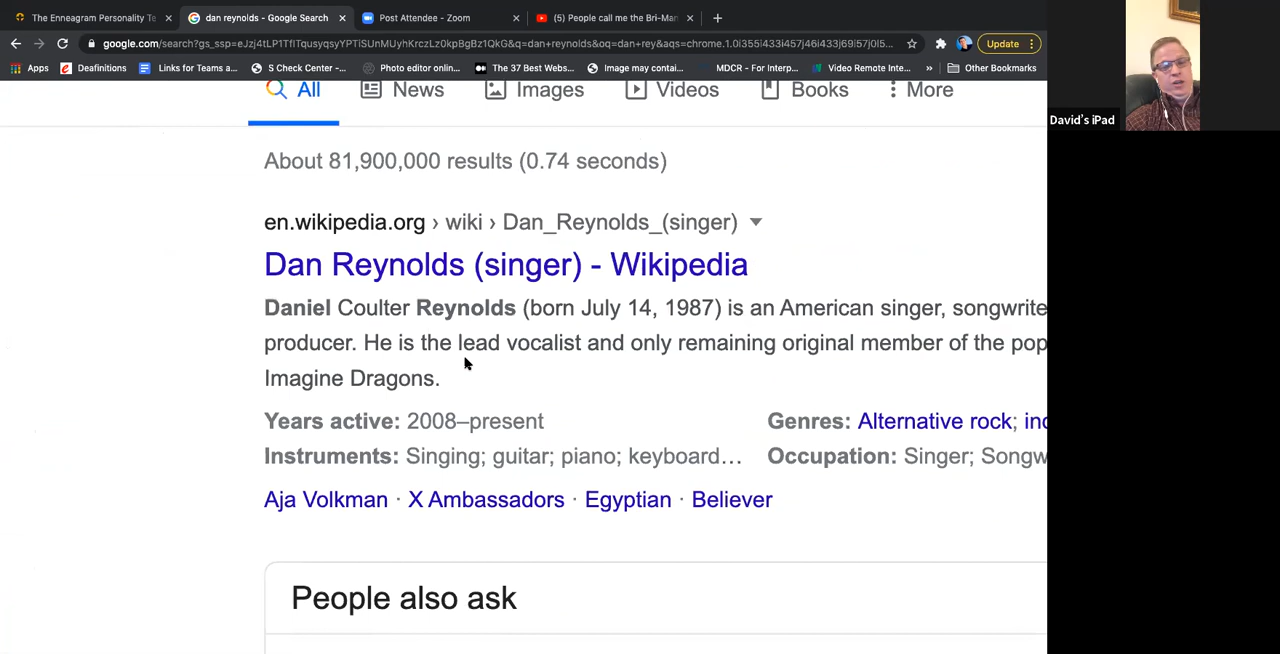 The Enneagram Personality Te
dan reynolds - Google Search
Post Attendee - Zoom
(5) People call me the Bri-Man
google.com/search?gs_ssp=eJzj4tLP1TfITqusyqsyYPTiSUnMUyhKrczLz0kpBgBz1QkG&q=dan+reynolds&oq=dan+rey&aqs=chrome.1.0i355i433i457j46i433j69i57j0l5...
Update
Apps
Deafinitions
Links for Teams a...
S Check Center -...
Photo editor onlin...
The 37 Best Webs...
Image may contai...
MDCR - For Interp...
Video Remote Inte...
»
Other Bookmarks
All
News
Images
Videos
Books
More
David's iPad
About 81,900,000 results (0.74 seconds)
en.wikipedia.org › wiki › Dan_Reynolds_(singer)
Dan Reynolds (singer) - Wikipedia
Daniel Coulter Reynolds (born July 14, 1987) is an American singer, songwrite
producer. He is the lead vocalist and only remaining original member of the pop
Imagine Dragons.
Years active: 2008–present
Genres: Alternative rock; ind
Instruments: Singing; guitar; piano; keyboard...
Occupation: Singer; Songw
Aja Volkman · X Ambassadors · Egyptian · Believer
People also ask